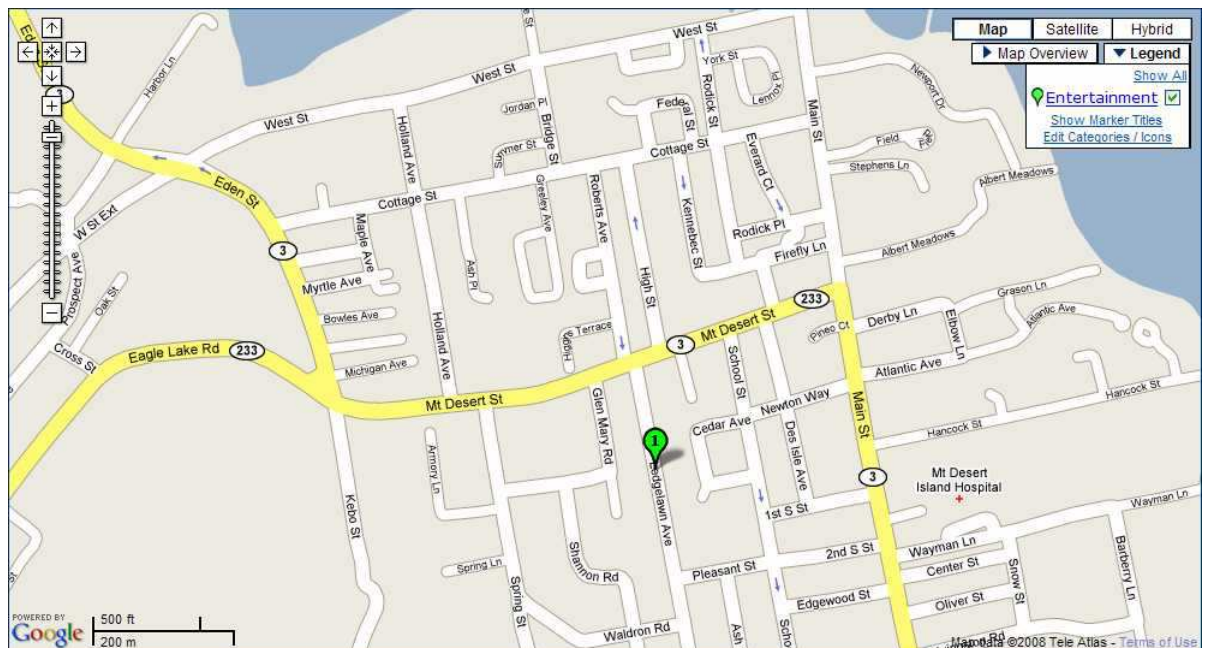 Map
Satellite
Hybrid
Map Overview
Legend
Show All
Entertainment
Show Marker Titles
Edit Categories / Icons
West St
York St
Lennox Pl
Newport Dr
Harbor Ln
West St
Rodick St
Main St
Jordan Pl
Federal St
West St
Holland Ave
Bridge St
Cottage St
Everard Ct
Field
Stephens Ln
Albert Meadows
Eden St
Cottage St
Greeley Ave
Roberts Ave
Kennebec St
W St Ext
Maple Ave
Rodick Pl
Firefly Ln
Albert Meadows
3
Prospect Ave
Oak St
Myrtle Ave
Ash Pl
High St
Grason Ln
233
Bowles Ave
Holland Ave
Higgins Terrace
Mt Desert St
Pineo Ct
Derby Ln
Elbow Ln
Atlantic Ave
Cross St
Eagle Lake Rd
233
Michigan Ave
3
School St
Atlantic Ave
Mt Desert St
Glen Mary Rd
Cedar Ave
Newton Way
Main St
Hancock St
Hancock St
Armory Ln
1
Ledgelawn Ave
Des Isle Ave
3
Mt Desert
Island Hospital
Kebo St
1st S St
Wayman Ln
Shannon Rd
2nd S St
Wayman Ln
Spring Ln
Pleasant St
Center St
Snow St
Barberry Ln
Spring St
Edgewood St
Oliver St
Waldron Rd
Ash
POWERED BY
Google
500 ft
200 m
Map data ©2008 Tele Atlas - Terms of Use